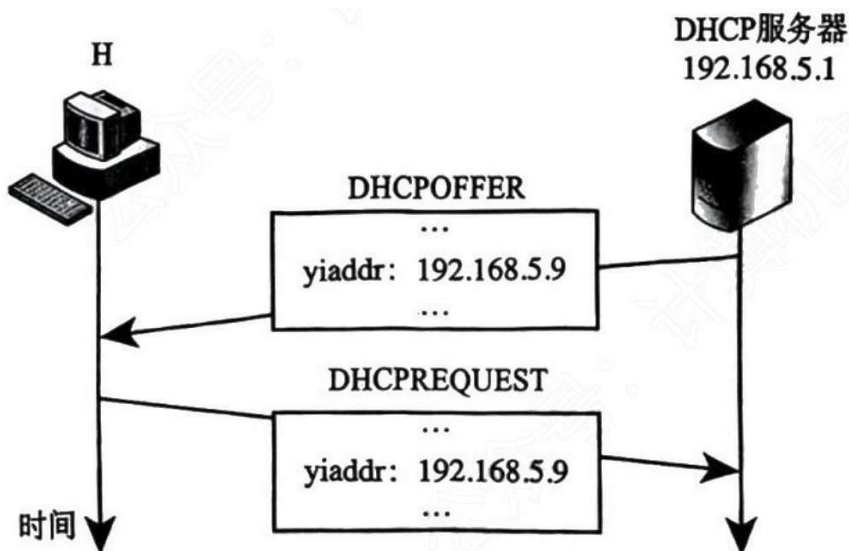 H
DHCP服务器
192.168.5.1
DHCPOFFER
…
yiaddr: 192.168.5.9
…
DHCPREQUEST
…
yiaddr: 192.168.5.9
…
时间